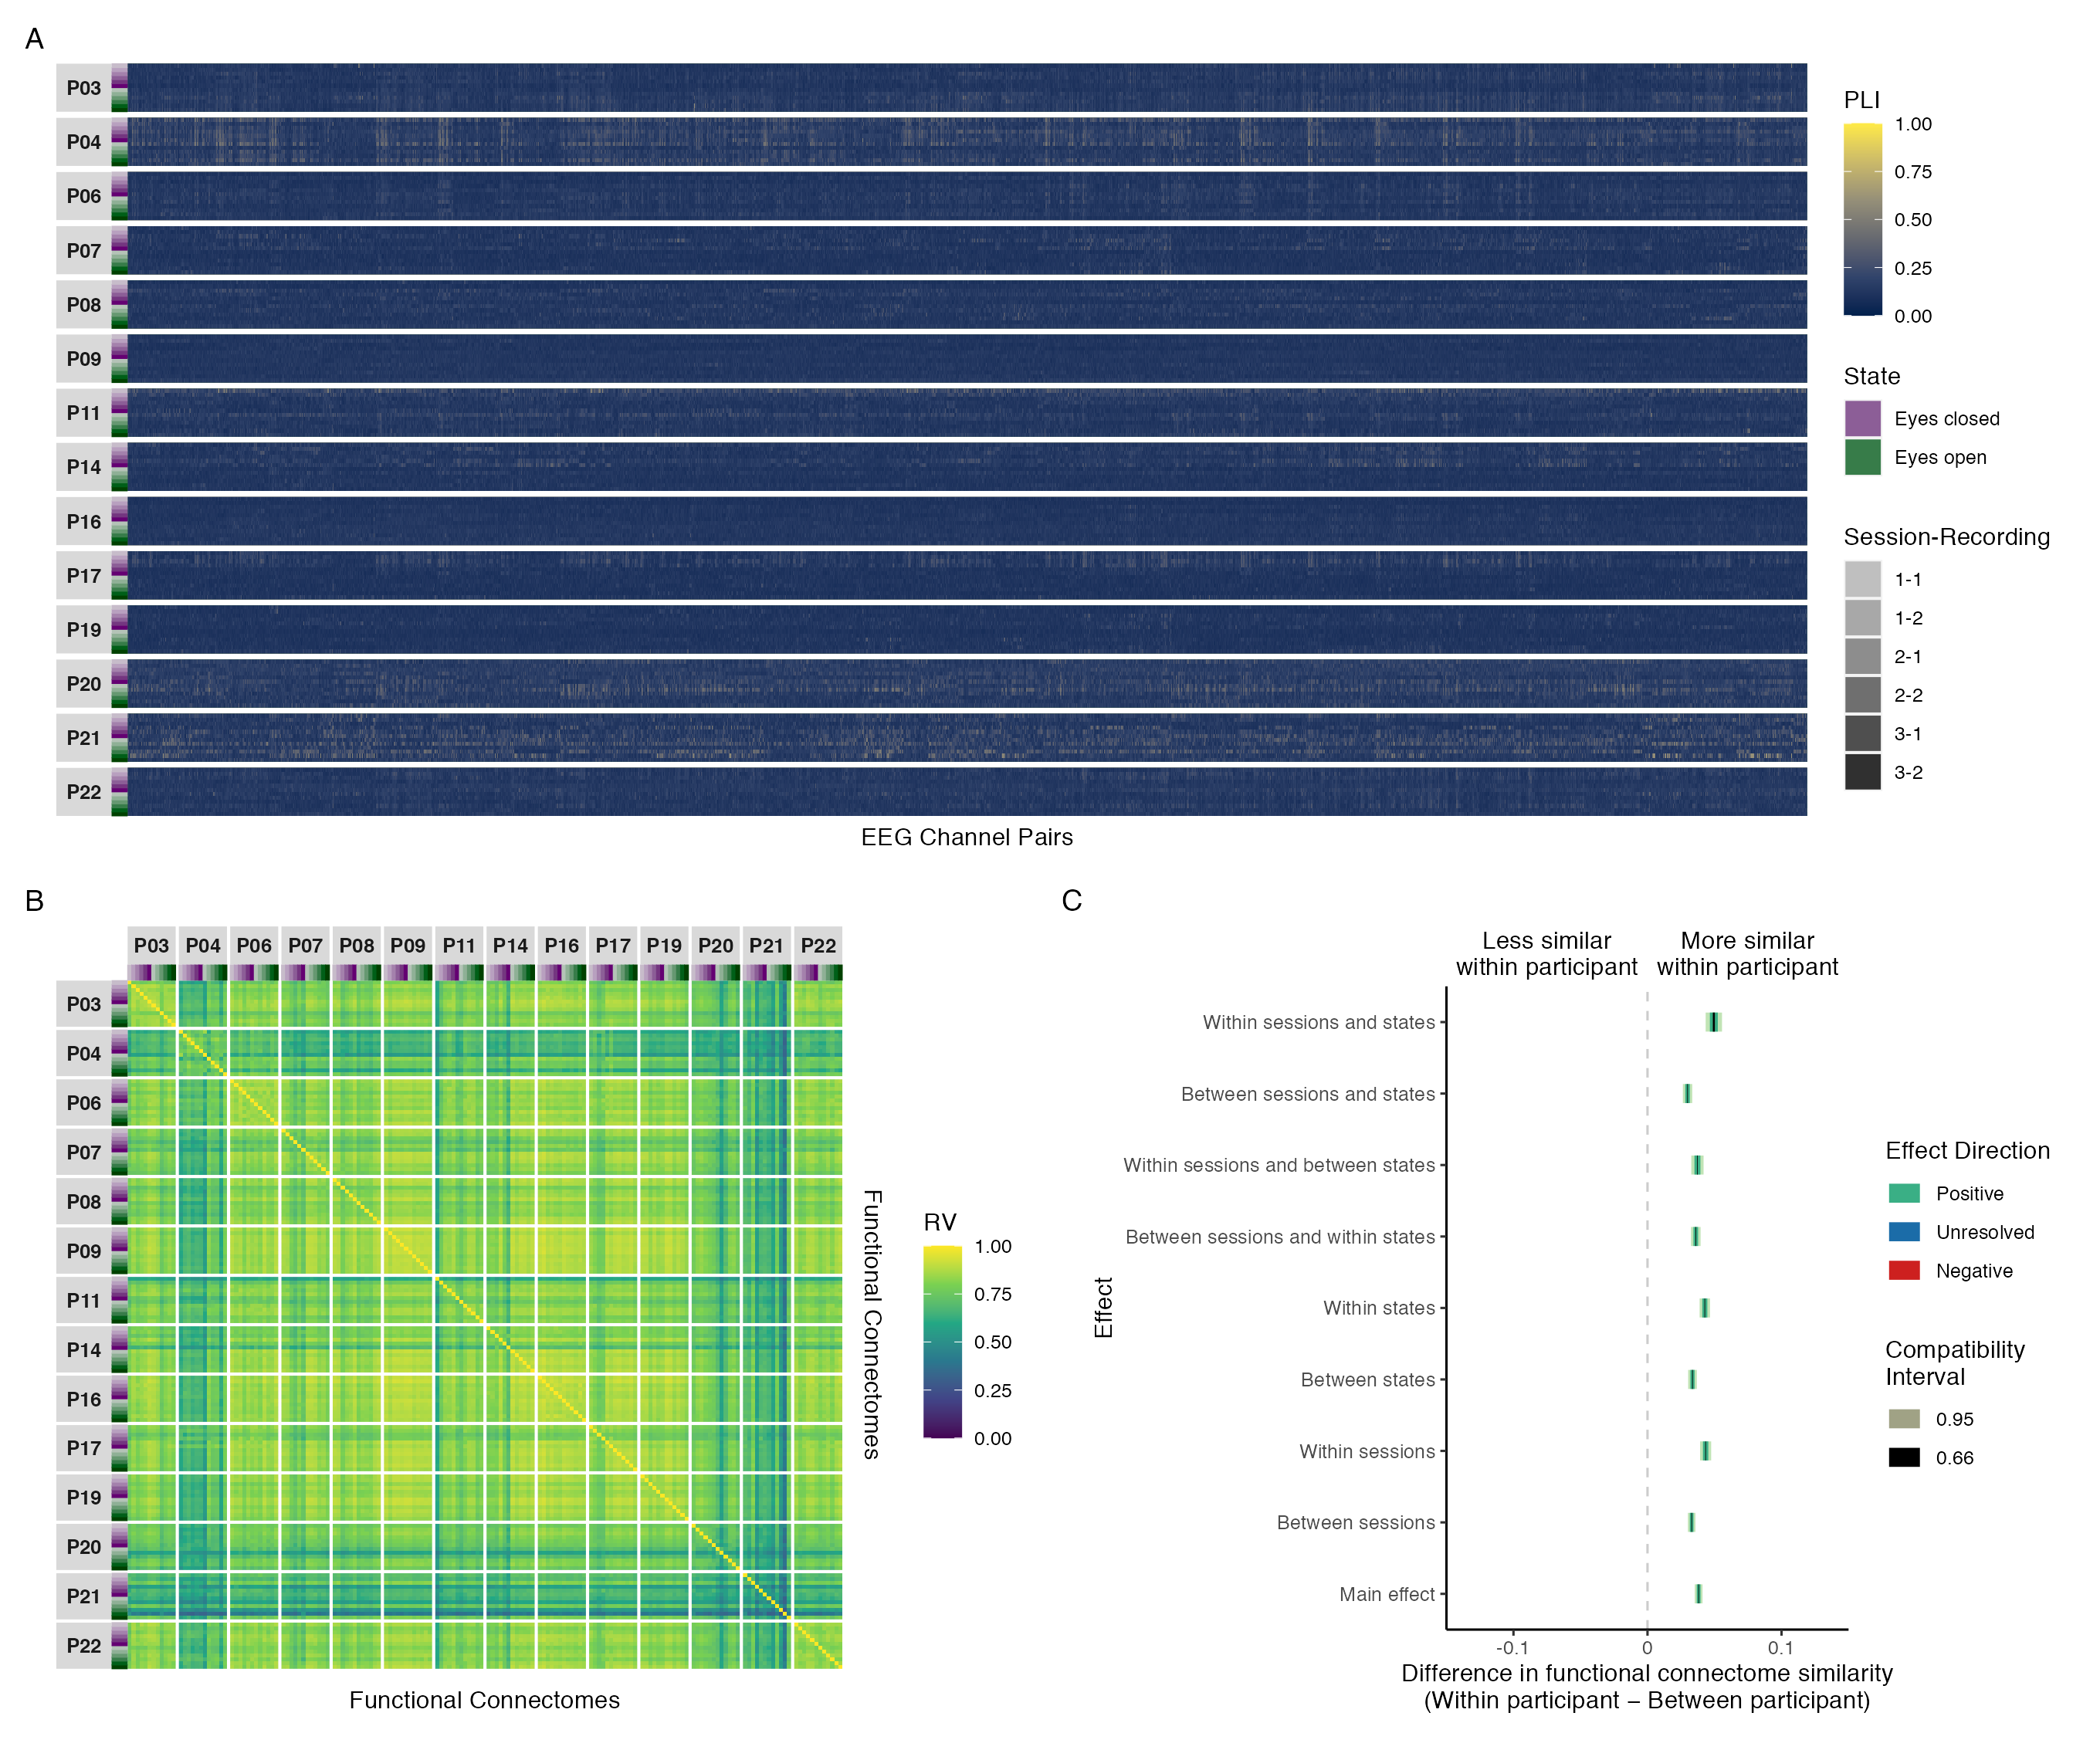 A
P03
P04
P06
P07
P08
P09
P11
P14
P16
P17
P19
P20
P21
P22
EEG Channel Pairs
PLI
1.00
0.75
0.50
0.25
0.00
State
Eyes closed
Eyes open
Session-Recording
1-1
1-2
2-1
2-2
3-1
3-2
B
P03 P04 P06 P07 P08 P09 P11 P14 P16 P17 P19 P20 P21 P22
P03
P04
P06
P07
P08
P09
P11
P14
P16
P17
P19
P20
P21
P22
Functional Connectomes
Functional Connectomes
RV
1.00
0.75
0.50
0.25
0.00
C
Less similar
within participant
More similar
within participant
Effect
Within sessions and states
Between sessions and states
Within sessions and between states
Between sessions and within states
Within states
Between states
Within sessions
Between sessions
Main effect
-0.1 0 0.1
Difference in functional connectome similarity
(Within participant − Between participant)
Effect Direction
Positive
Unresolved
Negative
Compatibility
Interval
0.95
0.66